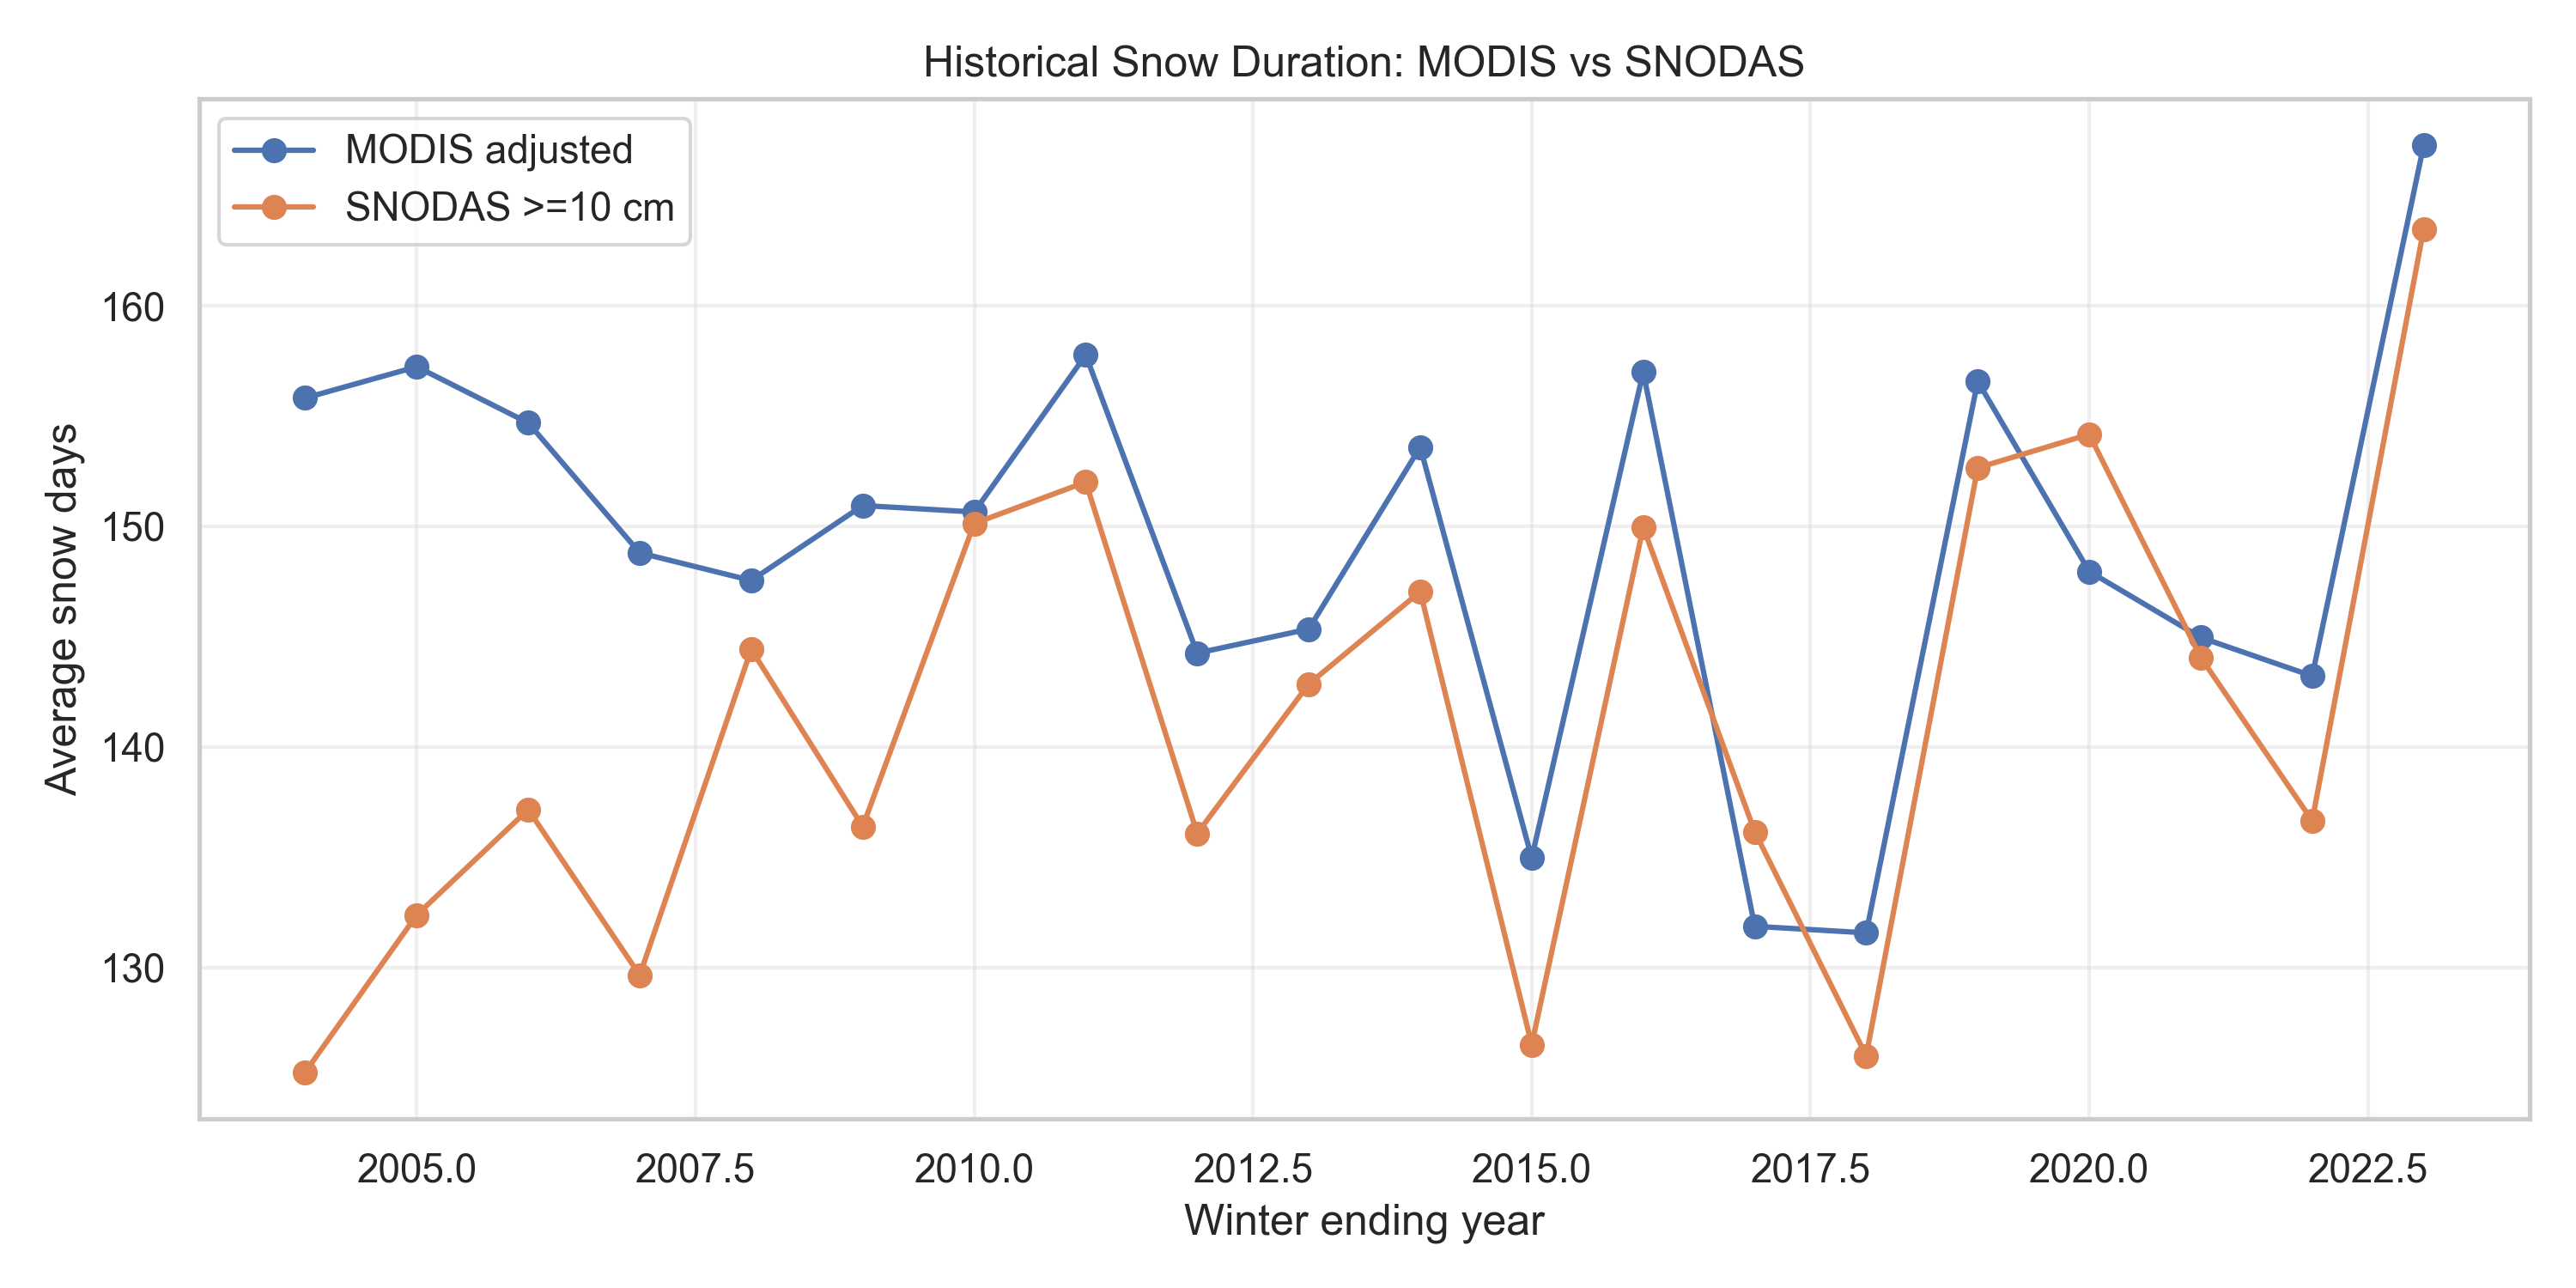 Historical Snow Duration: MODIS vs SNODAS
MODIS adjusted
SNODAS >=10 cm
Average snow days
160
150
140
130
2005.0 2007.5 2010.0 2012.5 2015.0 2017.5 2020.0 2022.5
Winter ending year